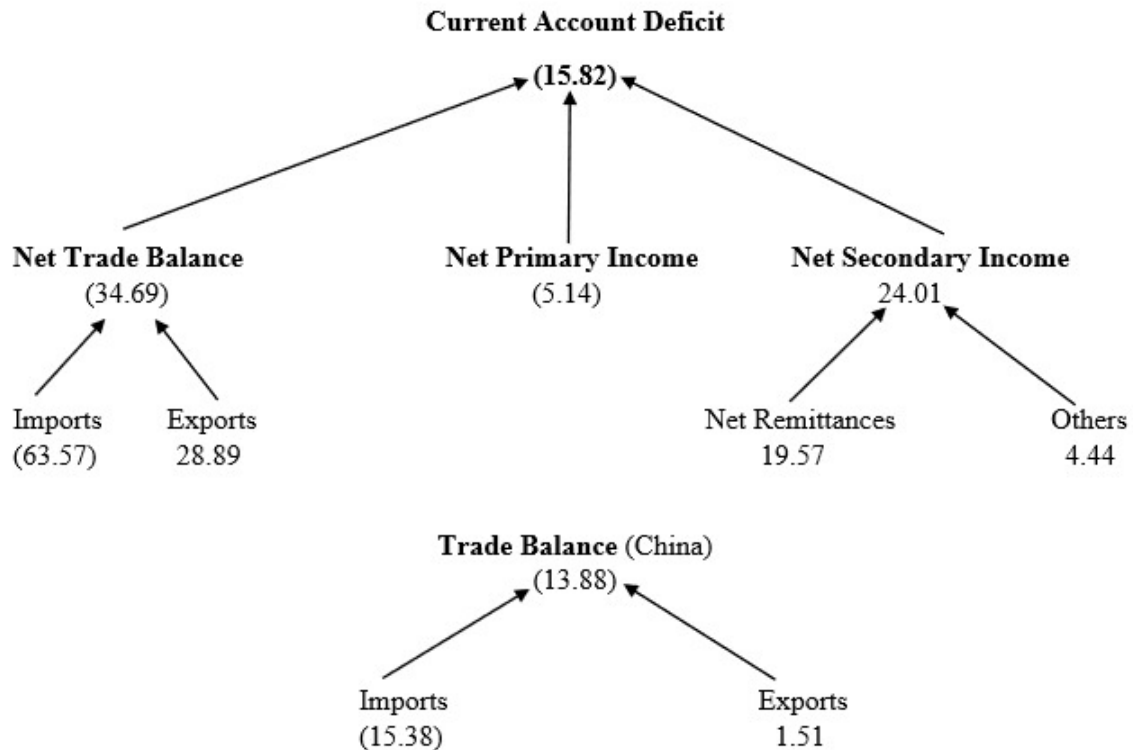 Current Account Deficit
(15.82)
Net Trade Balance Net Primary Income Net Secondary Income
(34.69) (5.14) 24.01
Imports Exports Net Remittances Others
(63.57) 28.89 19.57 4.44
Trade Balance (China)
(13.88)
Imports Exports
(15.38) 1.51